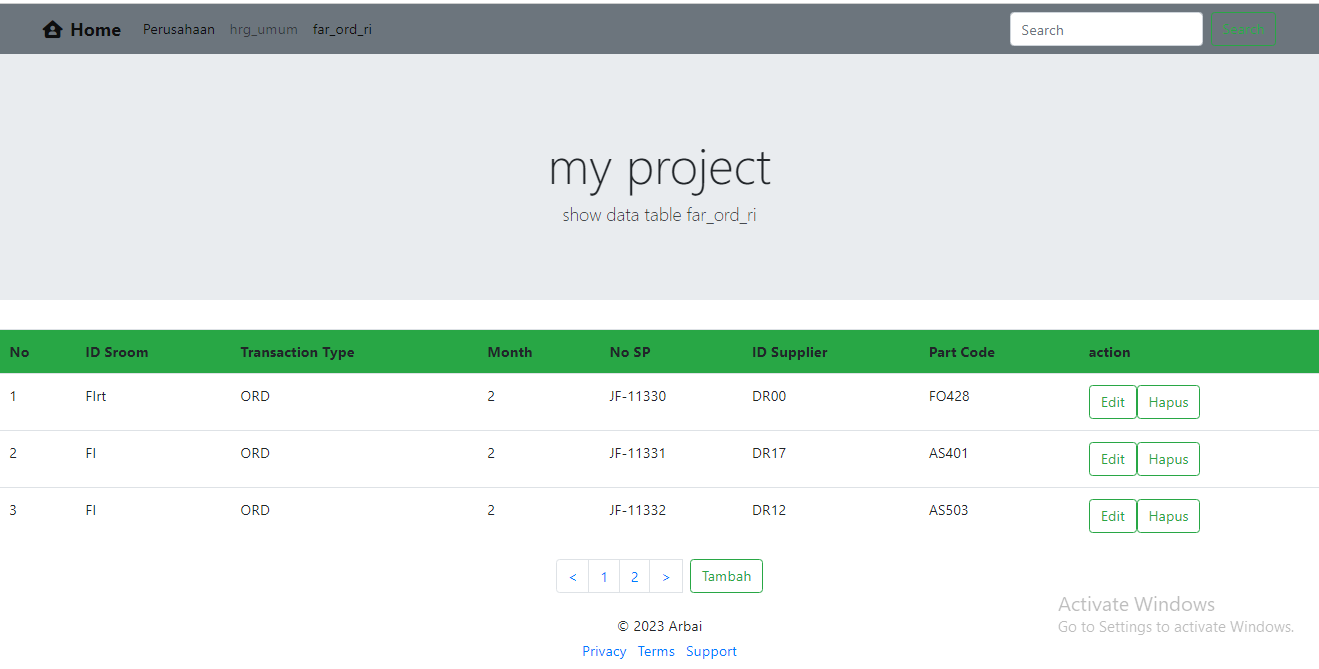 Home Perusahaan hrg_umum far_ord_ri Search Search
my project
show data table far_ord_ri
No ID Sroom Transaction Type Month No SP ID Supplier Part Code action
1 FIrt ORD 2 JF-11330 DR00 FO428 Edit Hapus
2 FI ORD 2 JF-11331 DR17 AS401 Edit Hapus
3 FI ORD 2 JF-11332 DR12 AS503 Edit Hapus
< 1 2 > Tambah
Activate Windows
Go to Settings to activate Windows.
© 2023 Arbai
Privacy Terms Support